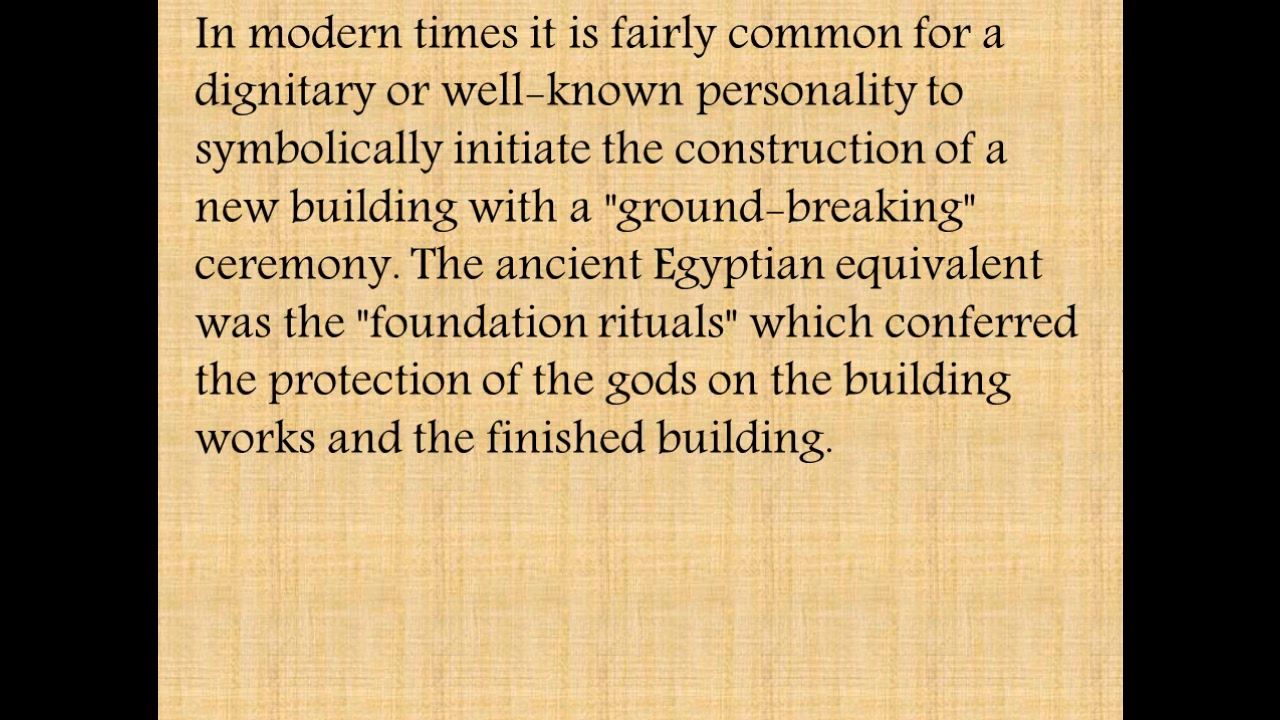 In modern times it is fairly common for a
dignitary or well-known personality to
symbolically initiate the construction of a
new building with a "ground-breaking"
ceremony. The ancient Egyptian equivalent
was the "foundation rituals" which conferred
the protection of the gods on the building
works and the finished building.